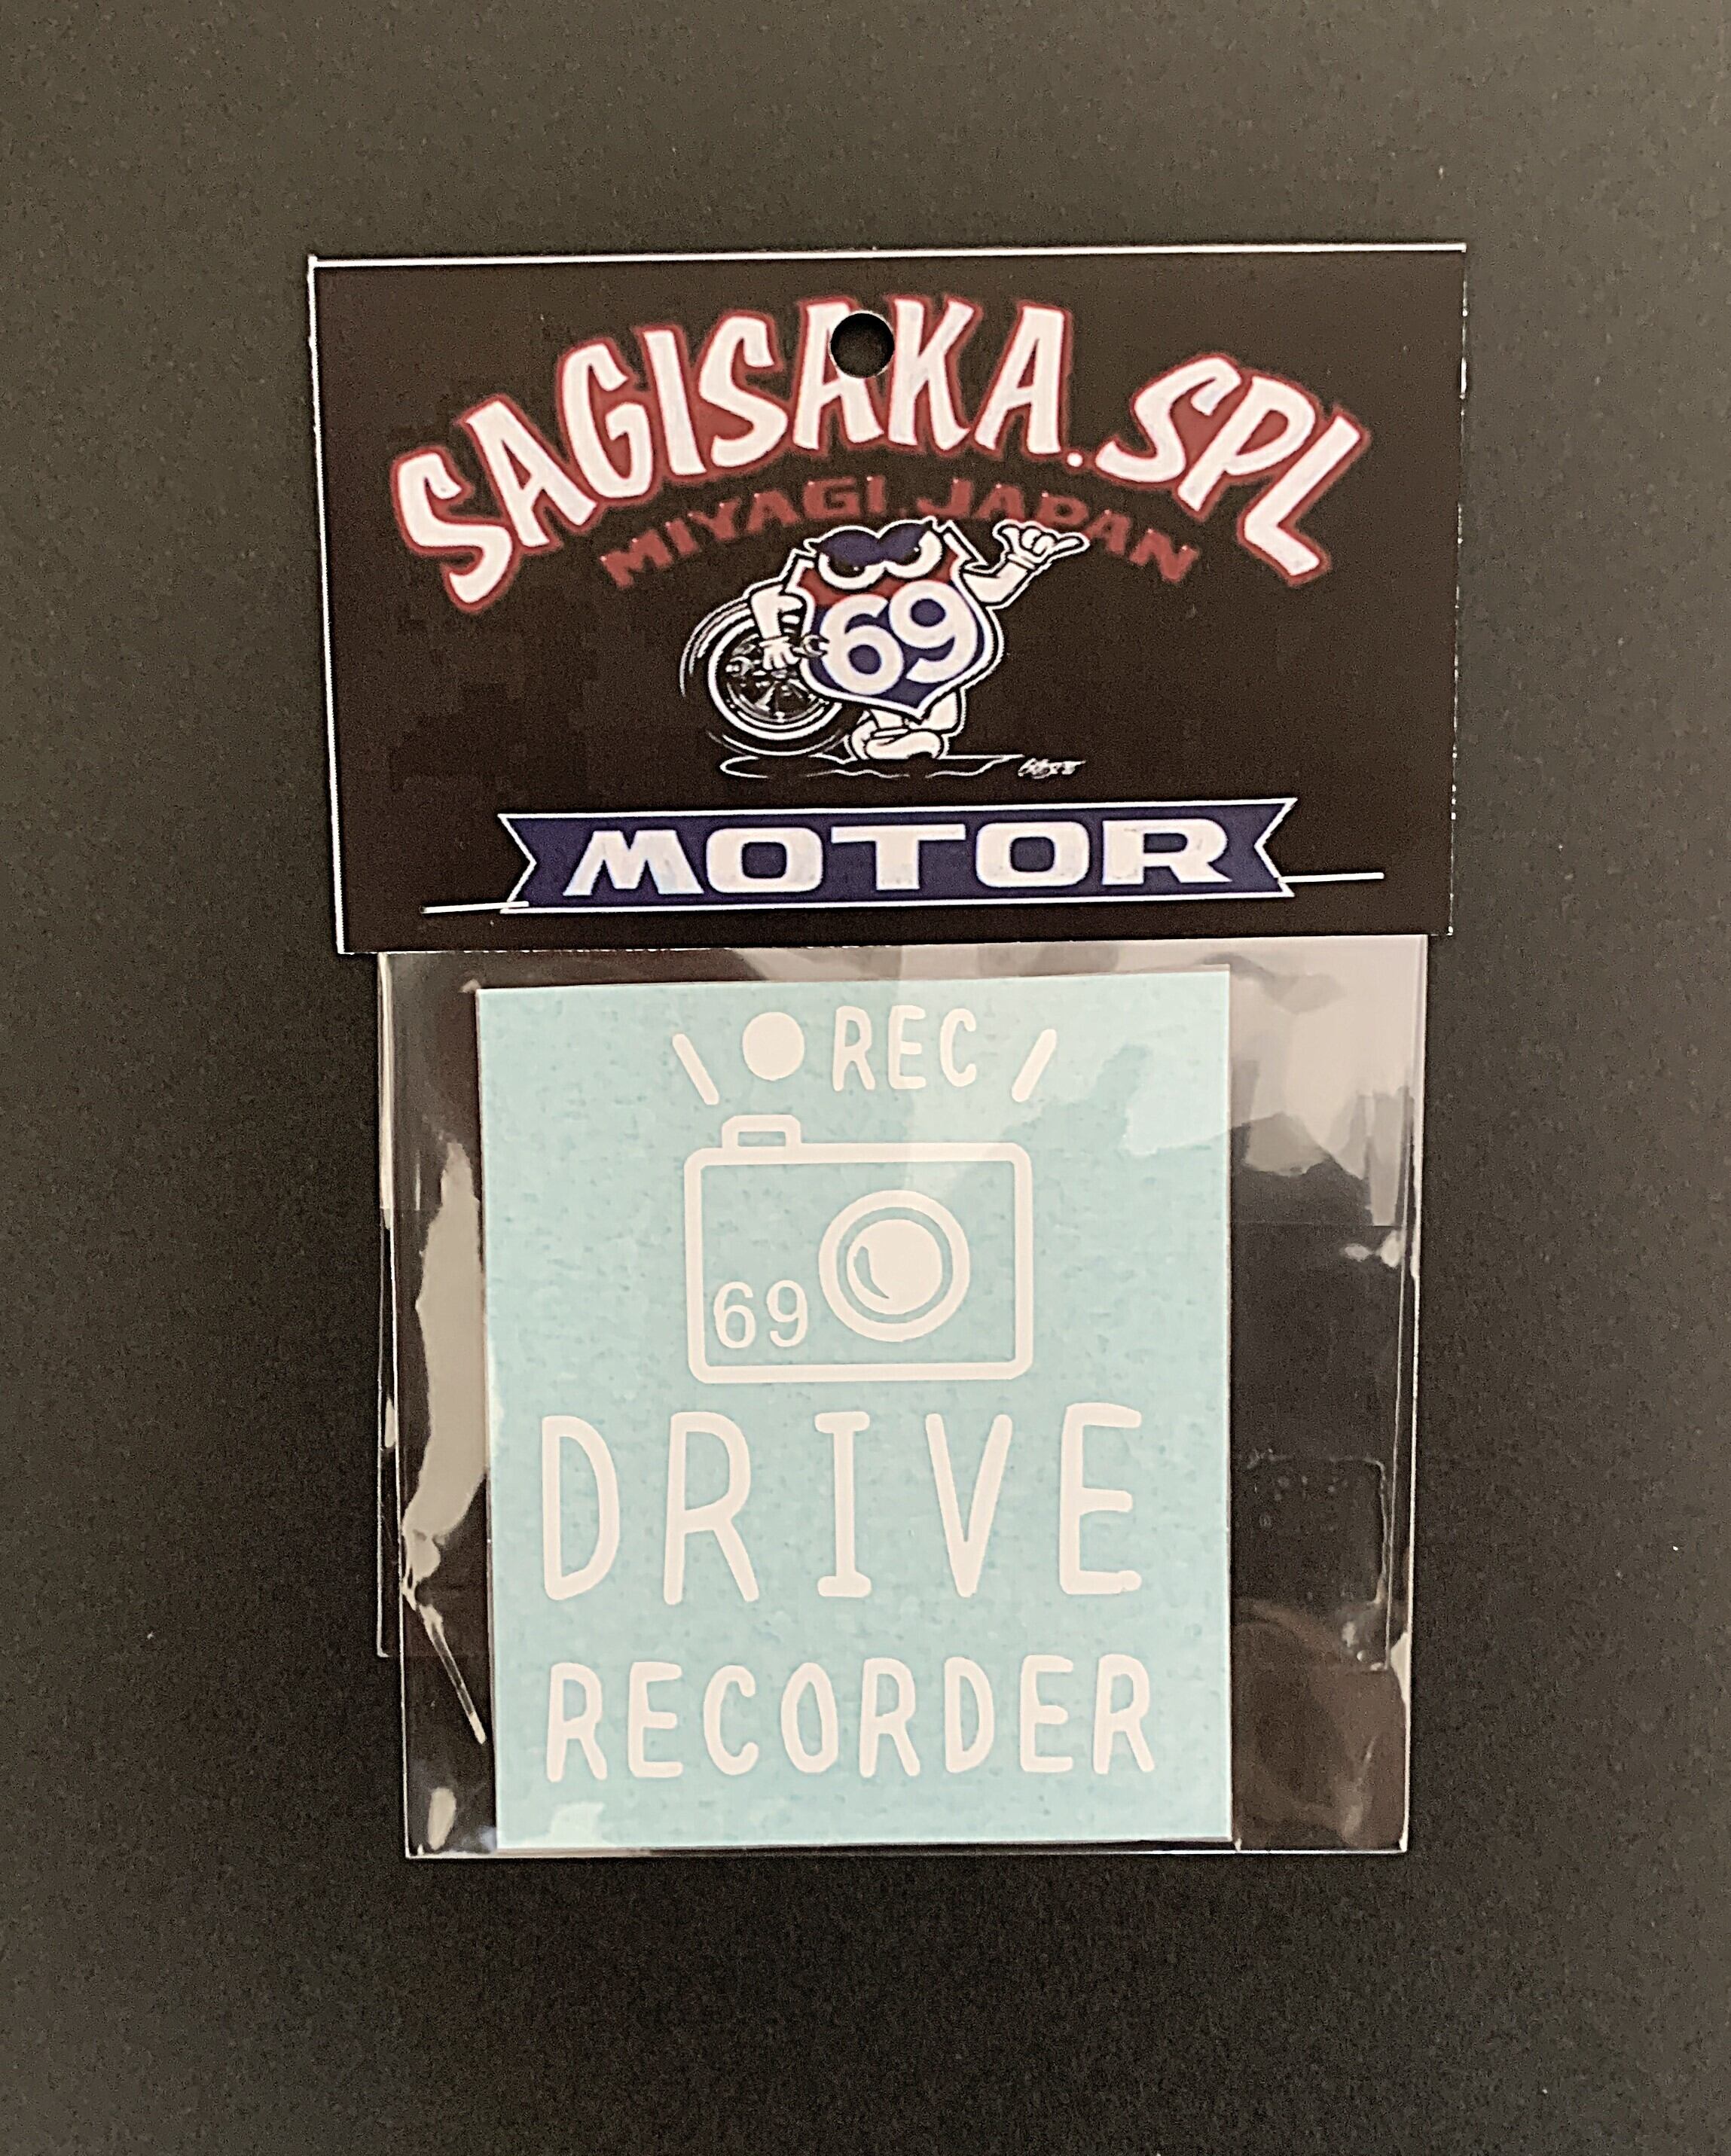 SAGISAKA.SPL
MIYAGI.JAPAN
69
MOTOR
REC
69
DRIVE
RECORDER